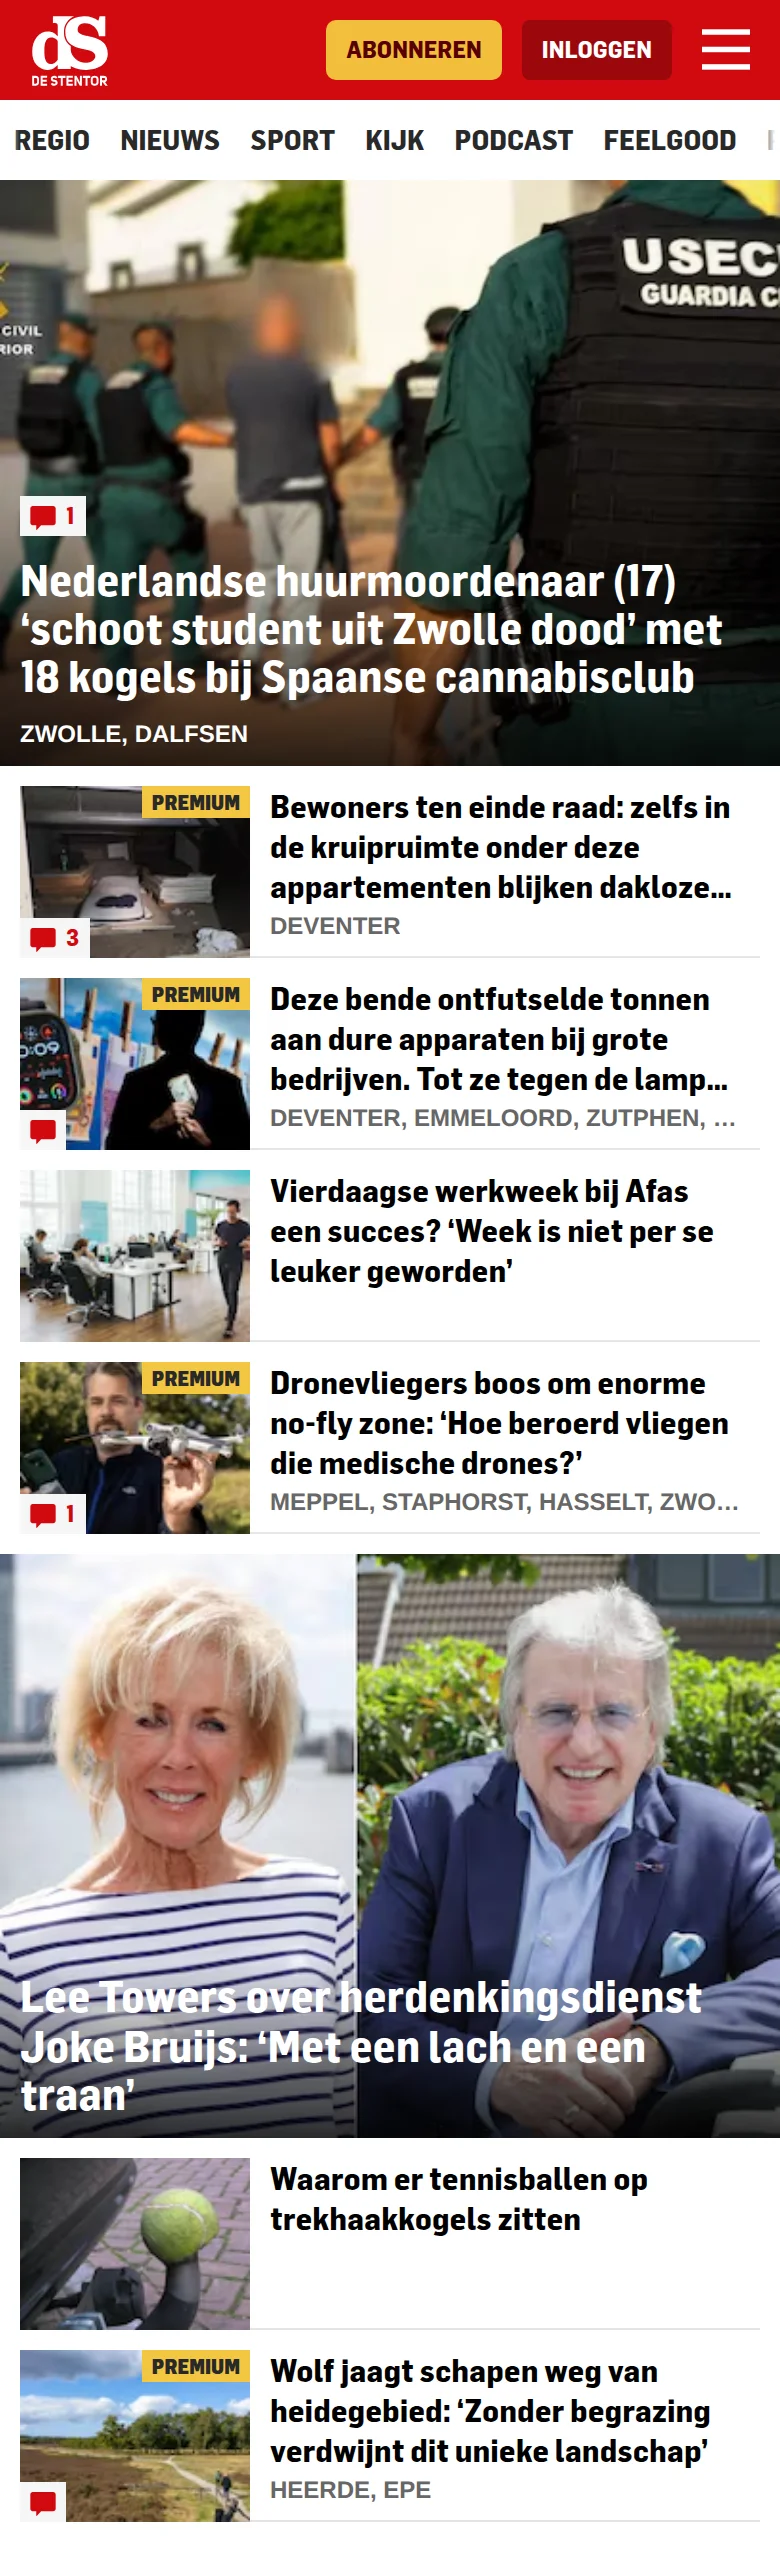 dS
DE STENTOR
ABONNEREN
INLOGGEN
REGIO NIEUWS SPORT KIJK PODCAST FEELGOOD
USECI
GUARDIA CI
CIVIL
RIOR
1
Nederlandse huurmoordenaar (17)
‘schoot student uit Zwolle dood’ met
18 kogels bij Spaanse cannabisclub
ZWOLLE, DALFSEN
PREMIUM
3
Bewoners ten einde raad: zelfs in
de kruipruimte onder deze
appartementen blijken dakloze...
DEVENTER
PREMIUM
Deze bende ontfutselde tonnen
aan dure apparaten bij grote
bedrijven. Tot ze tegen de lamp...
DEVENTER, EMMELOORD, ZUTPHEN, ...
Vierdaagse werkweek bij Afas
een succes? ‘Week is niet per se
leuker geworden’
PREMIUM
1
Dronevliegers boos om enorme
no-fly zone: ‘Hoe beroerd vliegen
die medische drones?’
MEPPEL, STAPHORST, HASSELT, ZWO...
Lee Towers over herdenkingsdienst
Joke Bruijs: ‘Met een lach en een
traan’
Waarom er tennisballen op
trekhaakkogels zitten
PREMIUM
Wolf jaagt schapen weg van
heidegebied: ‘Zonder begrazing
verdwijnt dit unieke landschap’
HEERDE, EPE